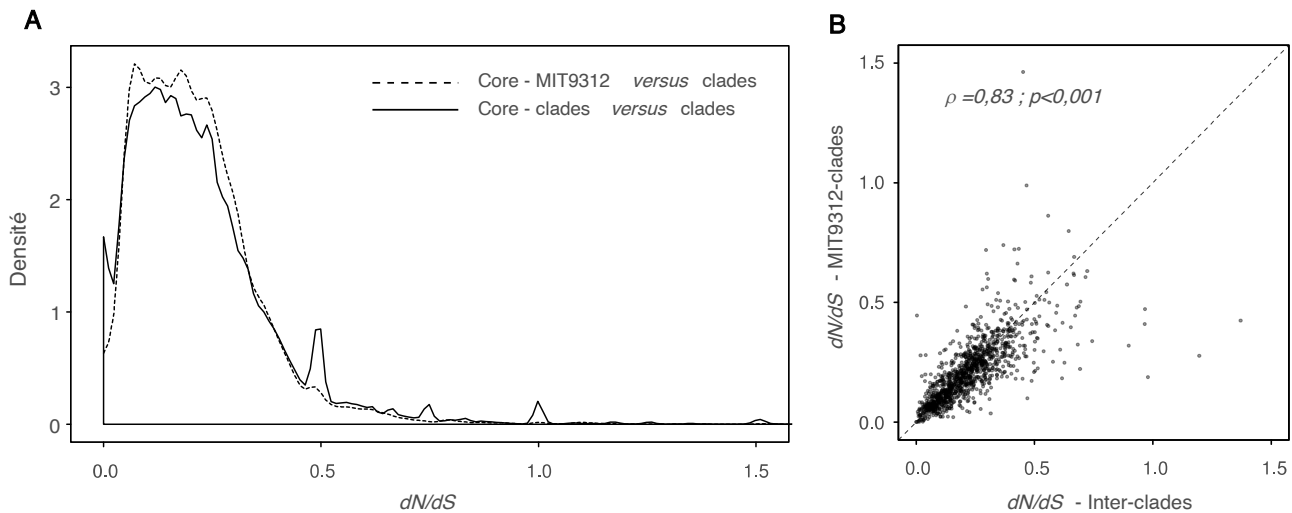 A
Densité
3
2
1
0
0.0 0.5 1.0 1.5
dN/dS
Core - MIT9312 versus clades
Core - clades versus clades
B
dN/dS - MIT9312-clades
1.5
1.0
0.5
0.0
ρ =0,83 ; p<0,001
0.0 0.5 1.0 1.5
dN/dS - Inter-clades